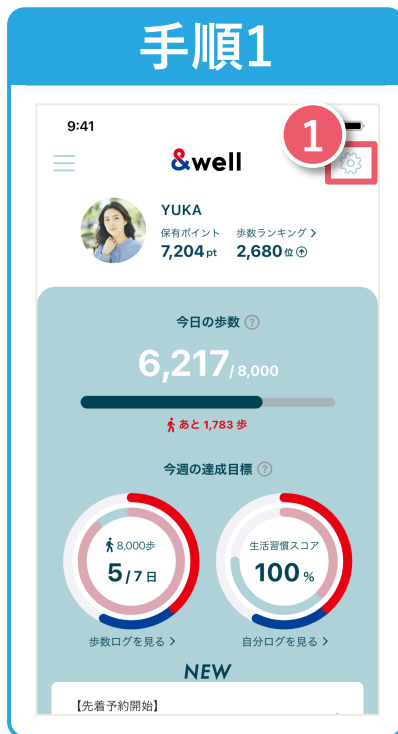 手順1
9:41
1
&well
YUKA
保有ポイント 歩数ランキング
7,204 pt 2,680 位
今日の歩数 ?
6,217 / 8,000
あと 1,783 歩
今週の達成目標 ?
8,000歩 生活習慣スコア
5 / 7 日 100 %
歩数ログを見る 自分ログを見る
NEW
【先着予約開始】